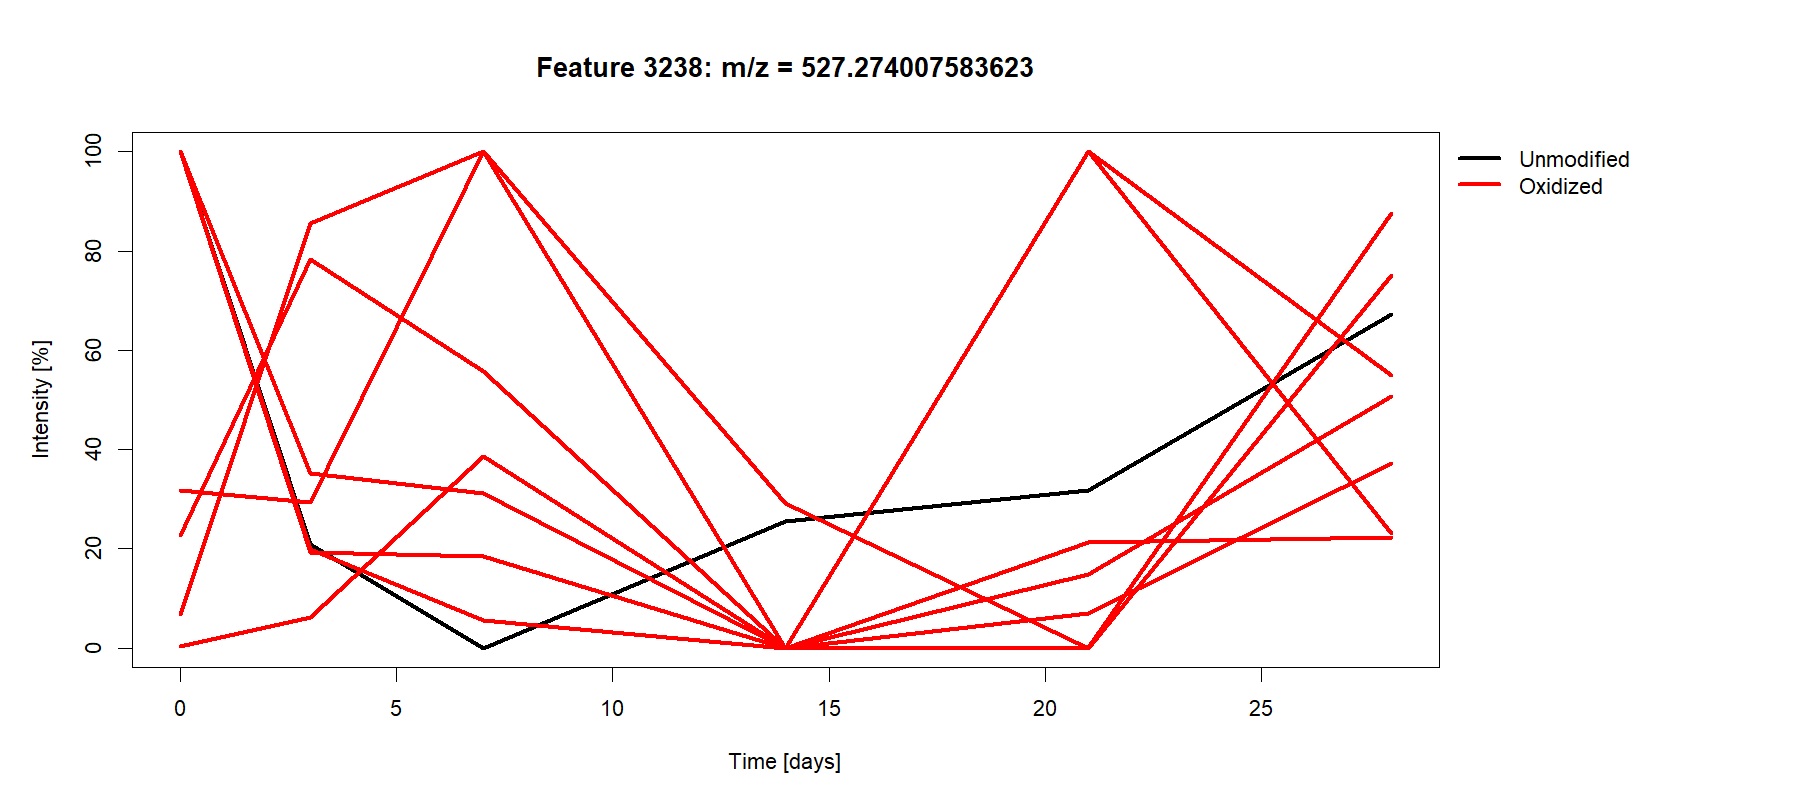 Feature 3238: m/z = 527.274007583623
Unmodified
Oxidized
Intensity [%]
100
80
60
40
20
0
0 5 10 15 20 25
Time [days]